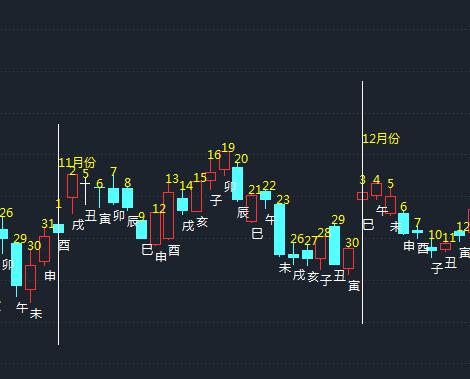 12月份
11月份
19
16
20
2
5
6
7
8
13
14
15
3
4
5
21
22
23
26
29
30
31
1
9
12
26
27
28
29
30
6
7
10
11
12
卯
午
未
申
酉
戌
丑
寅
卯
辰
巳
申
酉
戌
亥
子
卯
辰
巳
午
未
戌
亥
子
丑
寅
巳
午
未
申
酉
子
丑
寅